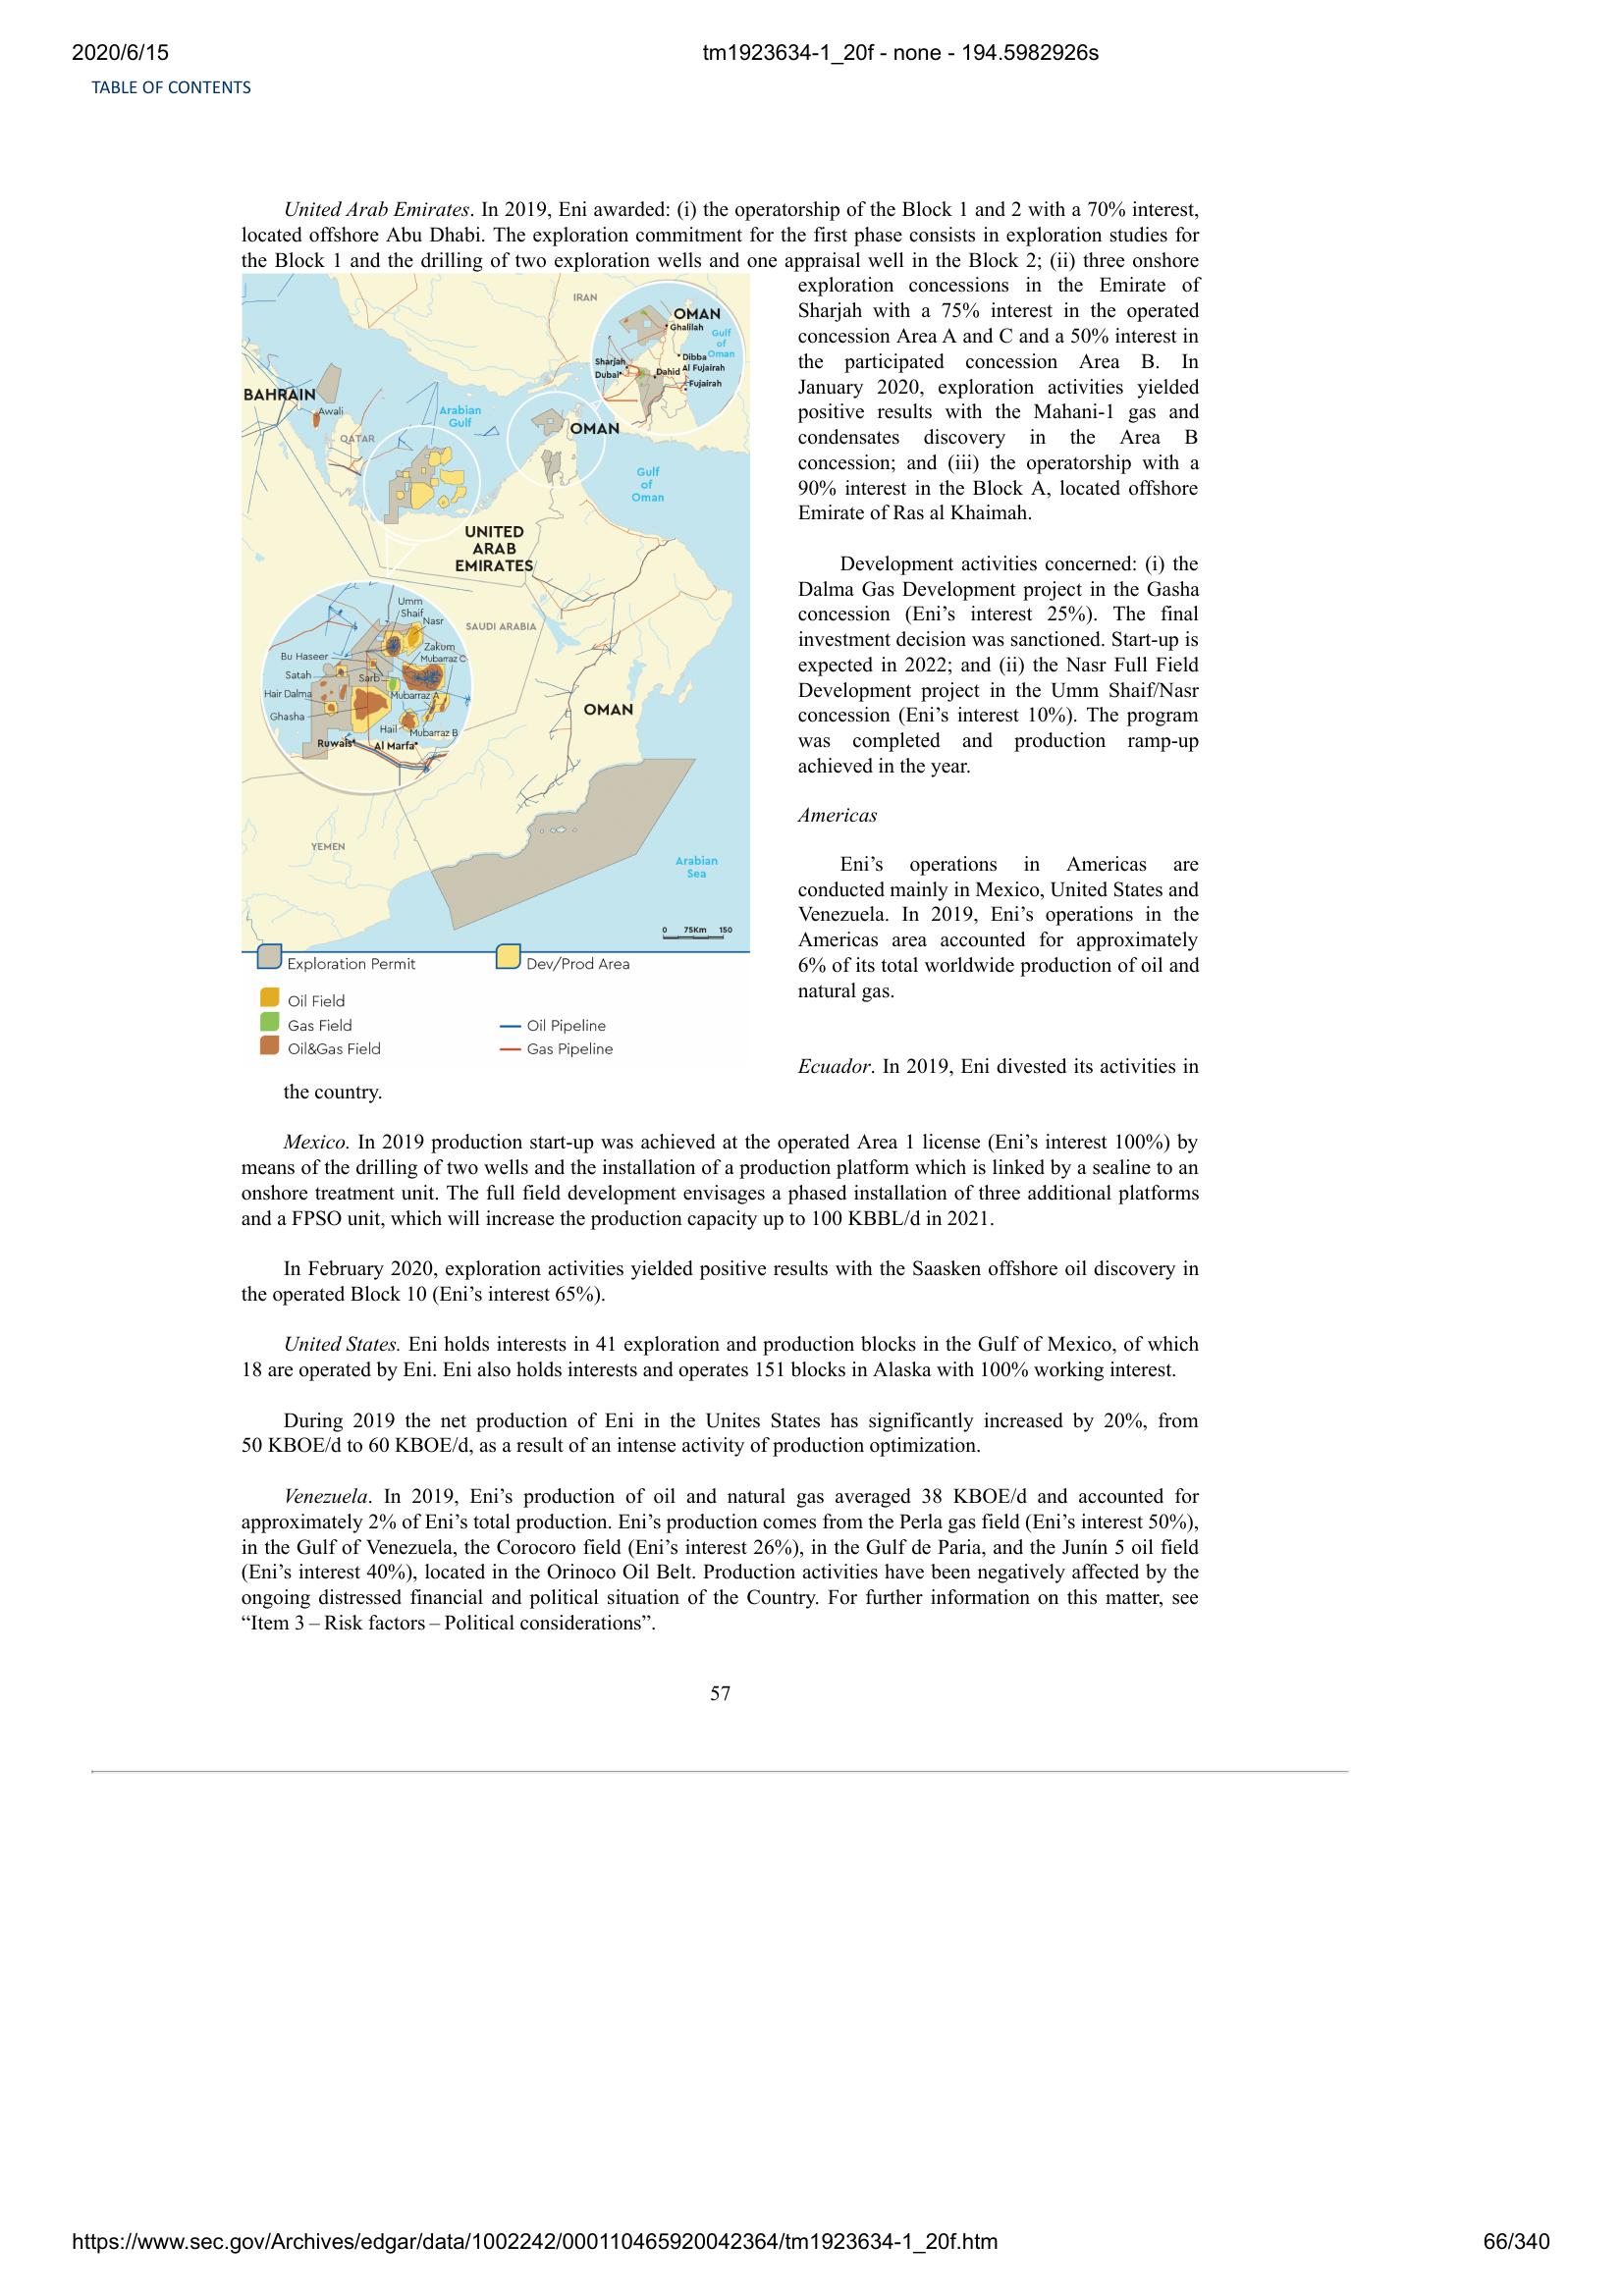 2020/6/15 tm1923634-1_20f - none - 194.5982926s
TABLE OF CONTENTS
United Arab Emirates. In 2019, Eni awarded: (i) the operatorship of the Block 1 and 2 with a 70% interest,
located offshore Abu Dhabi. The exploration commitment for the first phase consists in exploration studies for
the Block 1 and the drilling of two exploration wells and one appraisal well in the Block 2; (ii) three onshore
exploration concessions in the Emirate of
Sharjah with a 75% interest in the operated
concession Area A and C and a 50% interest in
the participated concession Area B. In
January 2020, exploration activities yielded
positive results with the Mahani-1 gas and
condensates discovery in the Area B
concession; and (iii) the operatorship with a
90% interest in the Block A, located offshore
Emirate of Ras al Khaimah.
IRAN
OMAN
Ghalilah
Gulf
of
Oman
Dibba
Sharjah
Al Fujairah
Dubai
Dahid
Fujairah
BAHRAIN
Awali
Arabian
Gulf
QATAR
OMAN
Gulf
of
Oman
UNITED
ARAB
EMIRATES
Umm
Shaif
Nasr
SAUDI ARABIA
Zakum
Bu Haseer
Mubarraz C
Satah
Sarb
Hair Dalma
Mubarraz A
Ghasha
OMAN
Hail
Mubarraz B
Ruwais
Al Marfa
YEMEN
Arabian
Sea
0 75Km 150
Exploration Permit Dev/Prod Area
Oil Field
Gas Field Oil Pipeline
Oil&Gas Field Gas Pipeline
Development activities concerned: (i) the
Dalma Gas Development project in the Gasha
concession (Eni’s interest 25%). The final
investment decision was sanctioned. Start-up is
expected in 2022; and (ii) the Nasr Full Field
Development project in the Umm Shaif/Nasr
concession (Eni’s interest 10%). The program
was completed and production ramp-up
achieved in the year.
Americas
Eni’s operations in Americas are
conducted mainly in Mexico, United States and
Venezuela. In 2019, Eni’s operations in the
Americas area accounted for approximately
6% of its total worldwide production of oil and
natural gas.
Ecuador. In 2019, Eni divested its activities in
the country.
Mexico. In 2019 production start-up was achieved at the operated Area 1 license (Eni’s interest 100%) by
means of the drilling of two wells and the installation of a production platform which is linked by a sealine to an
onshore treatment unit. The full field development envisages a phased installation of three additional platforms
and a FPSO unit, which will increase the production capacity up to 100 KBBL/d in 2021.
In February 2020, exploration activities yielded positive results with the Saasken offshore oil discovery in
the operated Block 10 (Eni’s interest 65%).
United States. Eni holds interests in 41 exploration and production blocks in the Gulf of Mexico, of which
18 are operated by Eni. Eni also holds interests and operates 151 blocks in Alaska with 100% working interest.
During 2019 the net production of Eni in the Unites States has significantly increased by 20%, from
50 KBOE/d to 60 KBOE/d, as a result of an intense activity of production optimization.
Venezuela. In 2019, Eni’s production of oil and natural gas averaged 38 KBOE/d and accounted for
approximately 2% of Eni’s total production. Eni’s production comes from the Perla gas field (Eni’s interest 50%),
in the Gulf of Venezuela, the Corocoro field (Eni’s interest 26%), in the Gulf de Paria, and the Junín 5 oil field
(Eni’s interest 40%), located in the Orinoco Oil Belt. Production activities have been negatively affected by the
ongoing distressed financial and political situation of the Country. For further information on this matter, see
“Item 3 – Risk factors – Political considerations”.
57
https://www.sec.gov/Archives/edgar/data/1002242/000110465920042364/tm1923634-1_20f.htm 66/340